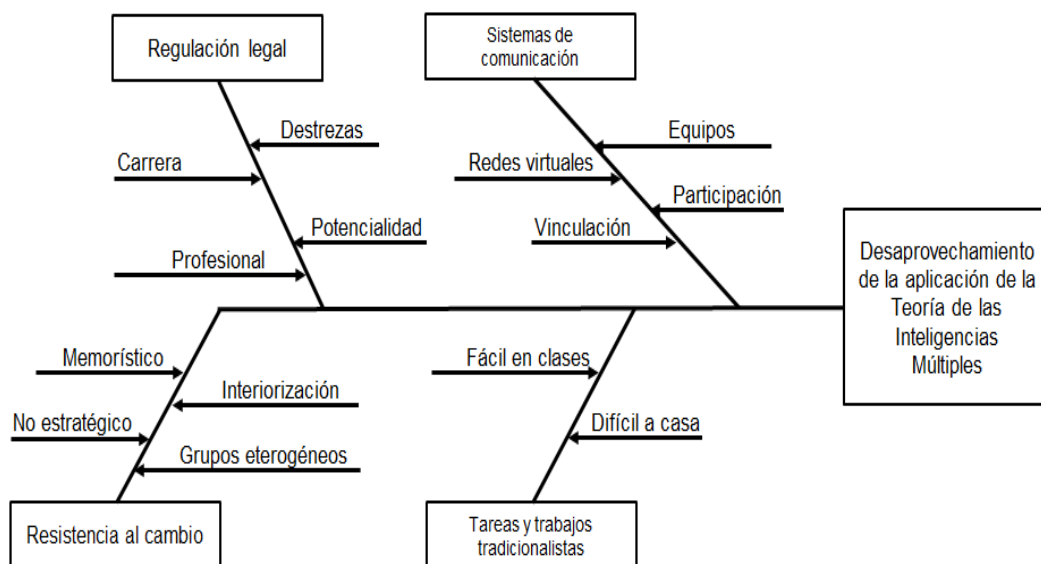 Regulación legal
Sistemas de
comunicación
Destrezas
Equipos
Carrera
Redes virtuales
Participación
Potencialidad
Vinculación
Profesional
Desaprovechamiento
de la aplicación de la
Teoría de las
Inteligencias
Múltiples
Memorístico
Fácil en clases
Interiorización
No estratégico
Difícil a casa
Grupos eterogéneos
Resistencia al cambio
Tareas y trabajos
tradicionalistas